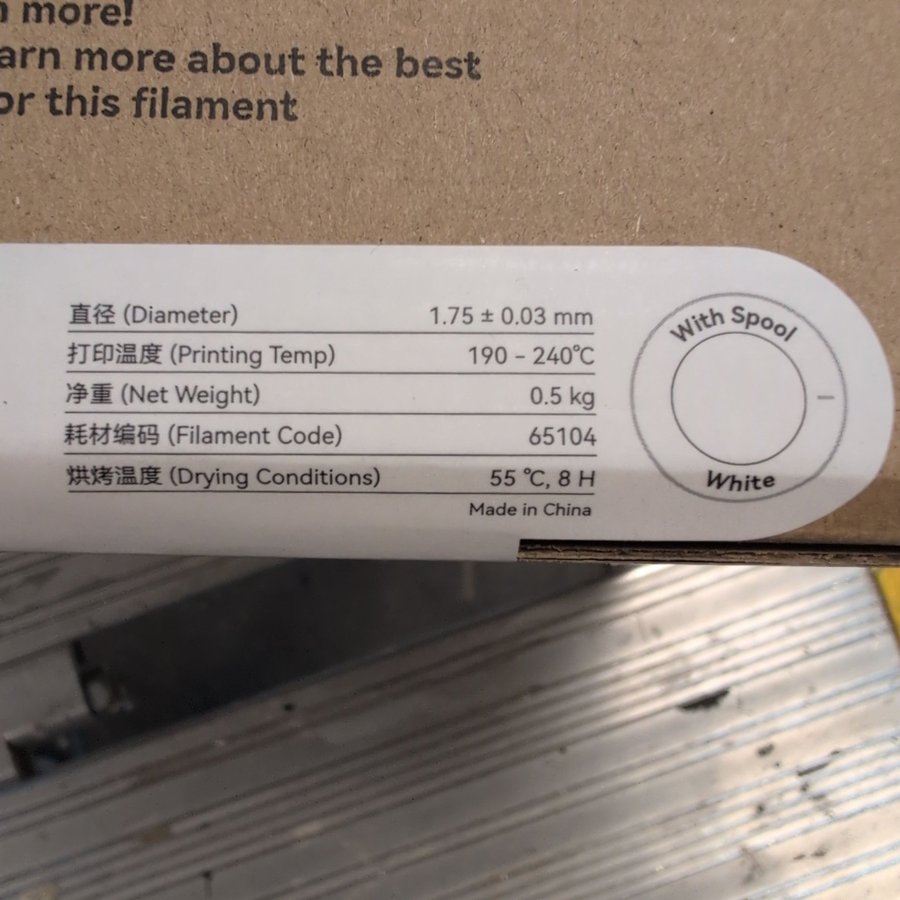 more!
more about the best
this filament
直径 (Diameter) 1.75 ± 0.03 mm
打印温度 (Printing Temp) 190 - 240℃
净重 (Net Weight) 0.5 kg
耗材编码 (Filament Code) 65104
烘烤温度 (Drying Conditions) 55 ℃, 8 H
Made in China
With Spool
White